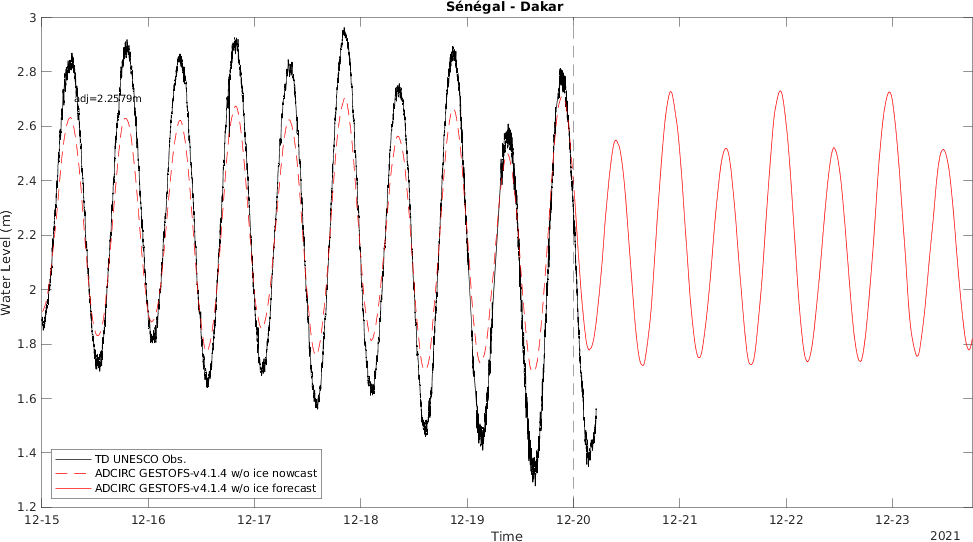 Sénégal - Dakar
Water Level (m)
3
2.8
2.6
2.4
2.2
2
1.8
1.6
1.4
1.2
adj=2.2579m
TD UNESCO Obs.
ADCIRC GESTOFS-v4.1.4 w/o ice nowcast
ADCIRC GESTOFS-v4.1.4 w/o ice forecast
12-15 12-16 12-17 12-18 12-19 12-20 12-21 12-22 12-23
Time
2021